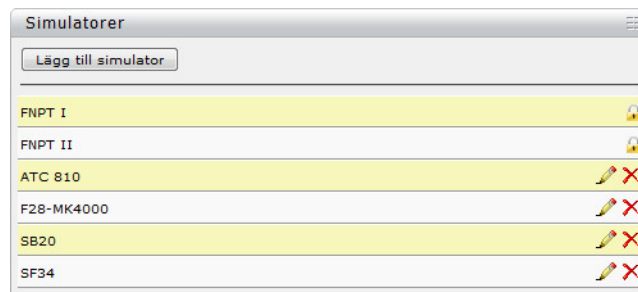 Simulatorer
Lägg till simulator
FNPT I
FNPT II
ATC 810
F28-MK4000
SB20
SF34